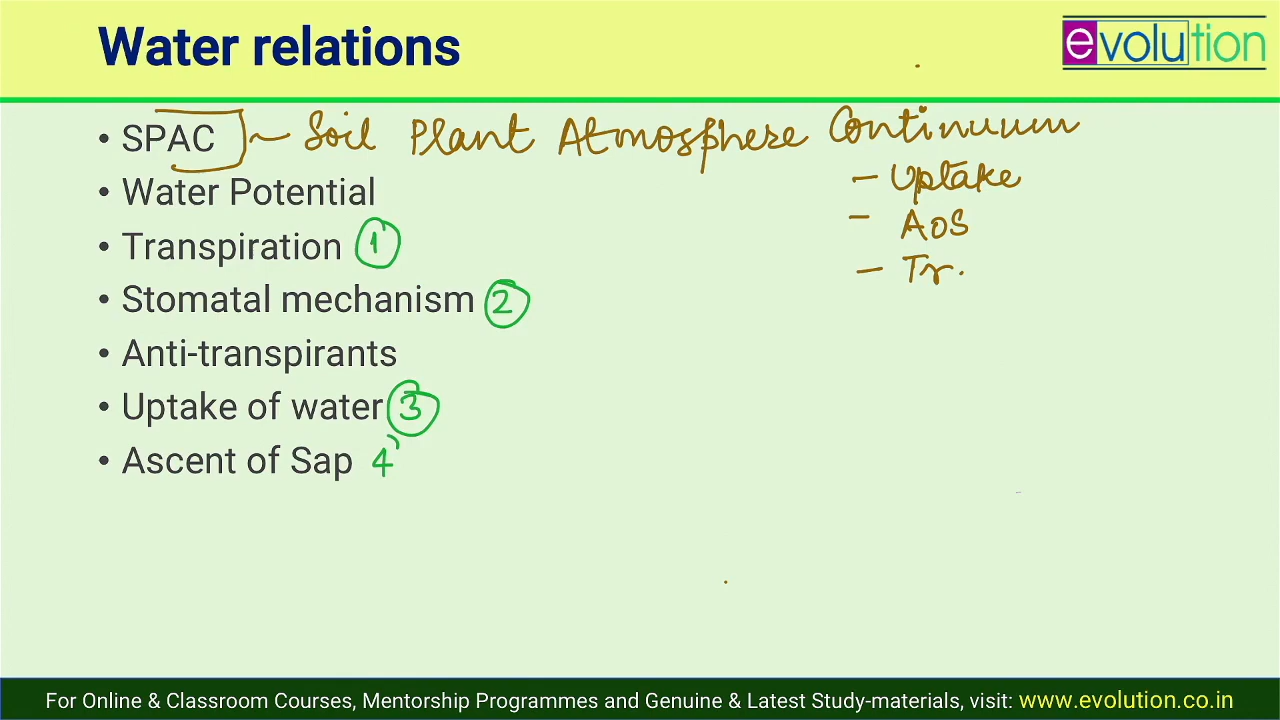 Water relations
evolution
• SPAC ~ Soil Plant Atmosphere Continuum
– Uptake
– AoS
– Tr.
• Water Potential
• Transpiration 1
• Stomatal mechanism 2
• Anti-transpirants
• Uptake of water 3
• Ascent of Sap 4
For Online & Classroom Courses, Mentorship Programmes and Genuine & Latest Study-materials, visit: www.evolution.co.in